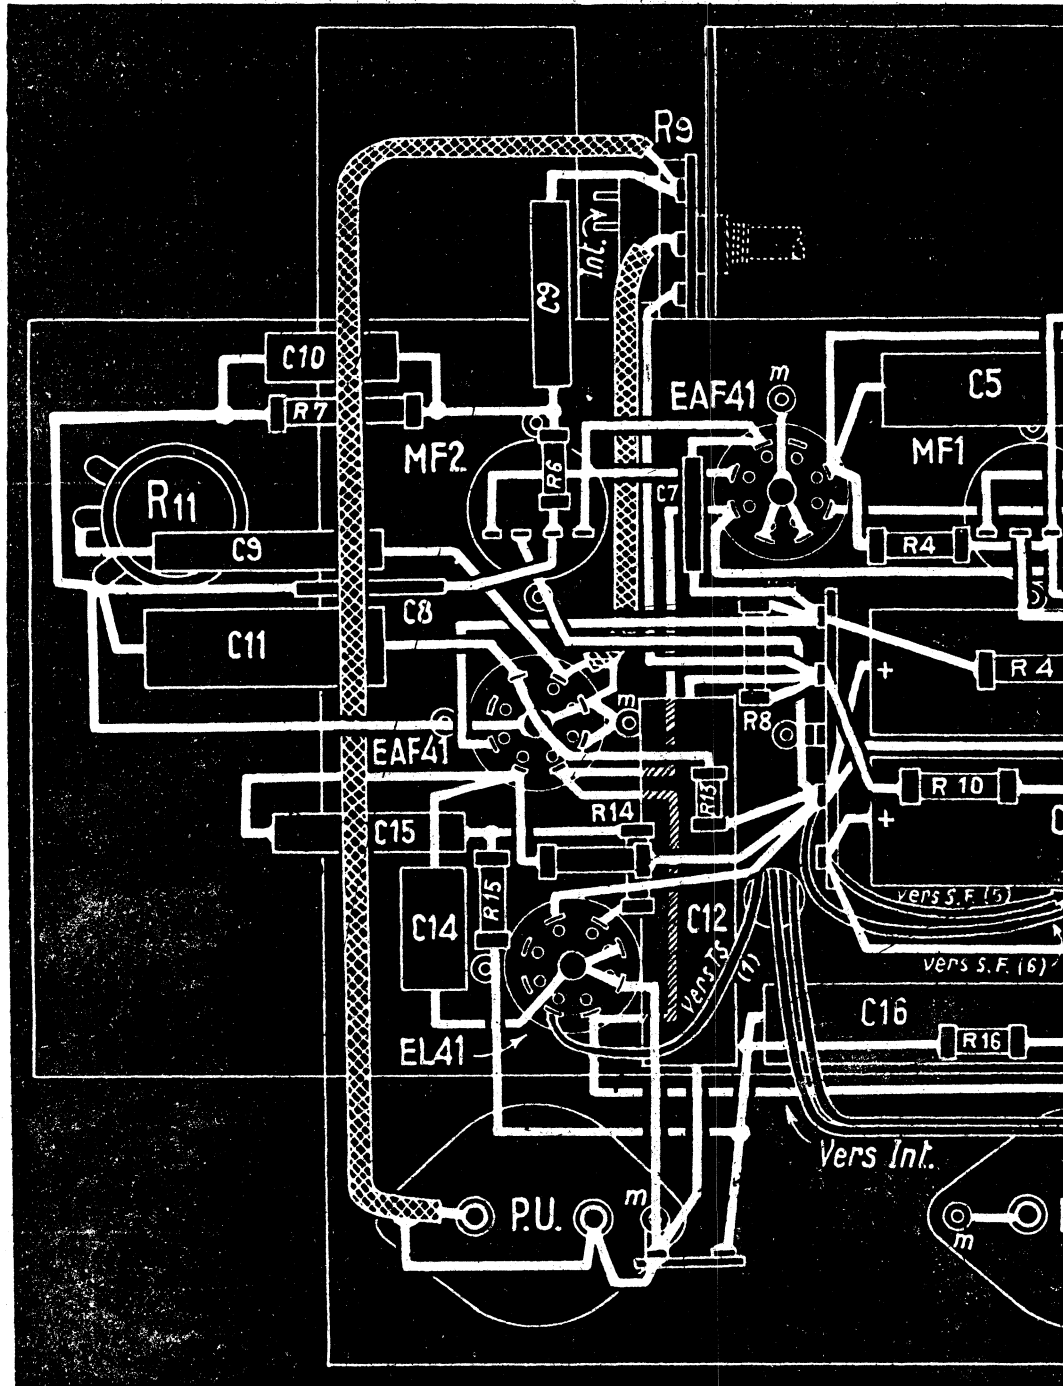 R9
C9
Int.
C10
R7
EAF41
m
C5
MF2
MF1
R6
C7
R11
C9
R4
C8
C11
R4
+
m
R8
EAF41
R13
R10
R14
+
C15
C
R15
C14
C12
vers S.F. (5)
vers S.F. (6)
Vers T.S
(1)
C16
EL41
R16
Vers Int.
P.U.
m
m